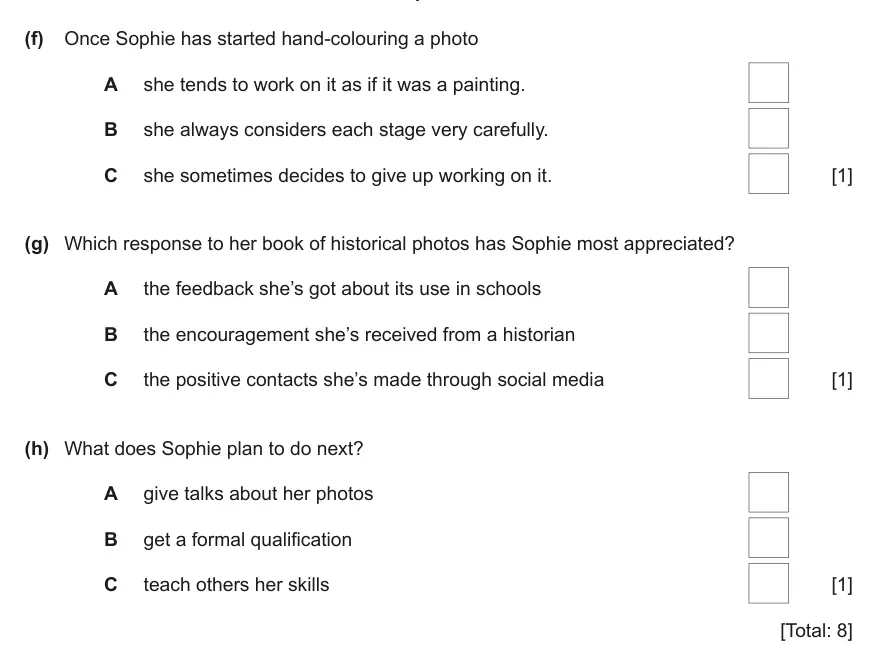 (f) Once Sophie has started hand-colouring a photo
A she tends to work on it as if it was a painting.
B she always considers each stage very carefully.
C she sometimes decides to give up working on it. [1]
(g) Which response to her book of historical photos has Sophie most appreciated?
A the feedback she’s got about its use in schools
B the encouragement she’s received from a historian
C the positive contacts she’s made through social media [1]
(h) What does Sophie plan to do next?
A give talks about her photos
B get a formal qualification
C teach others her skills [1]
[Total: 8]